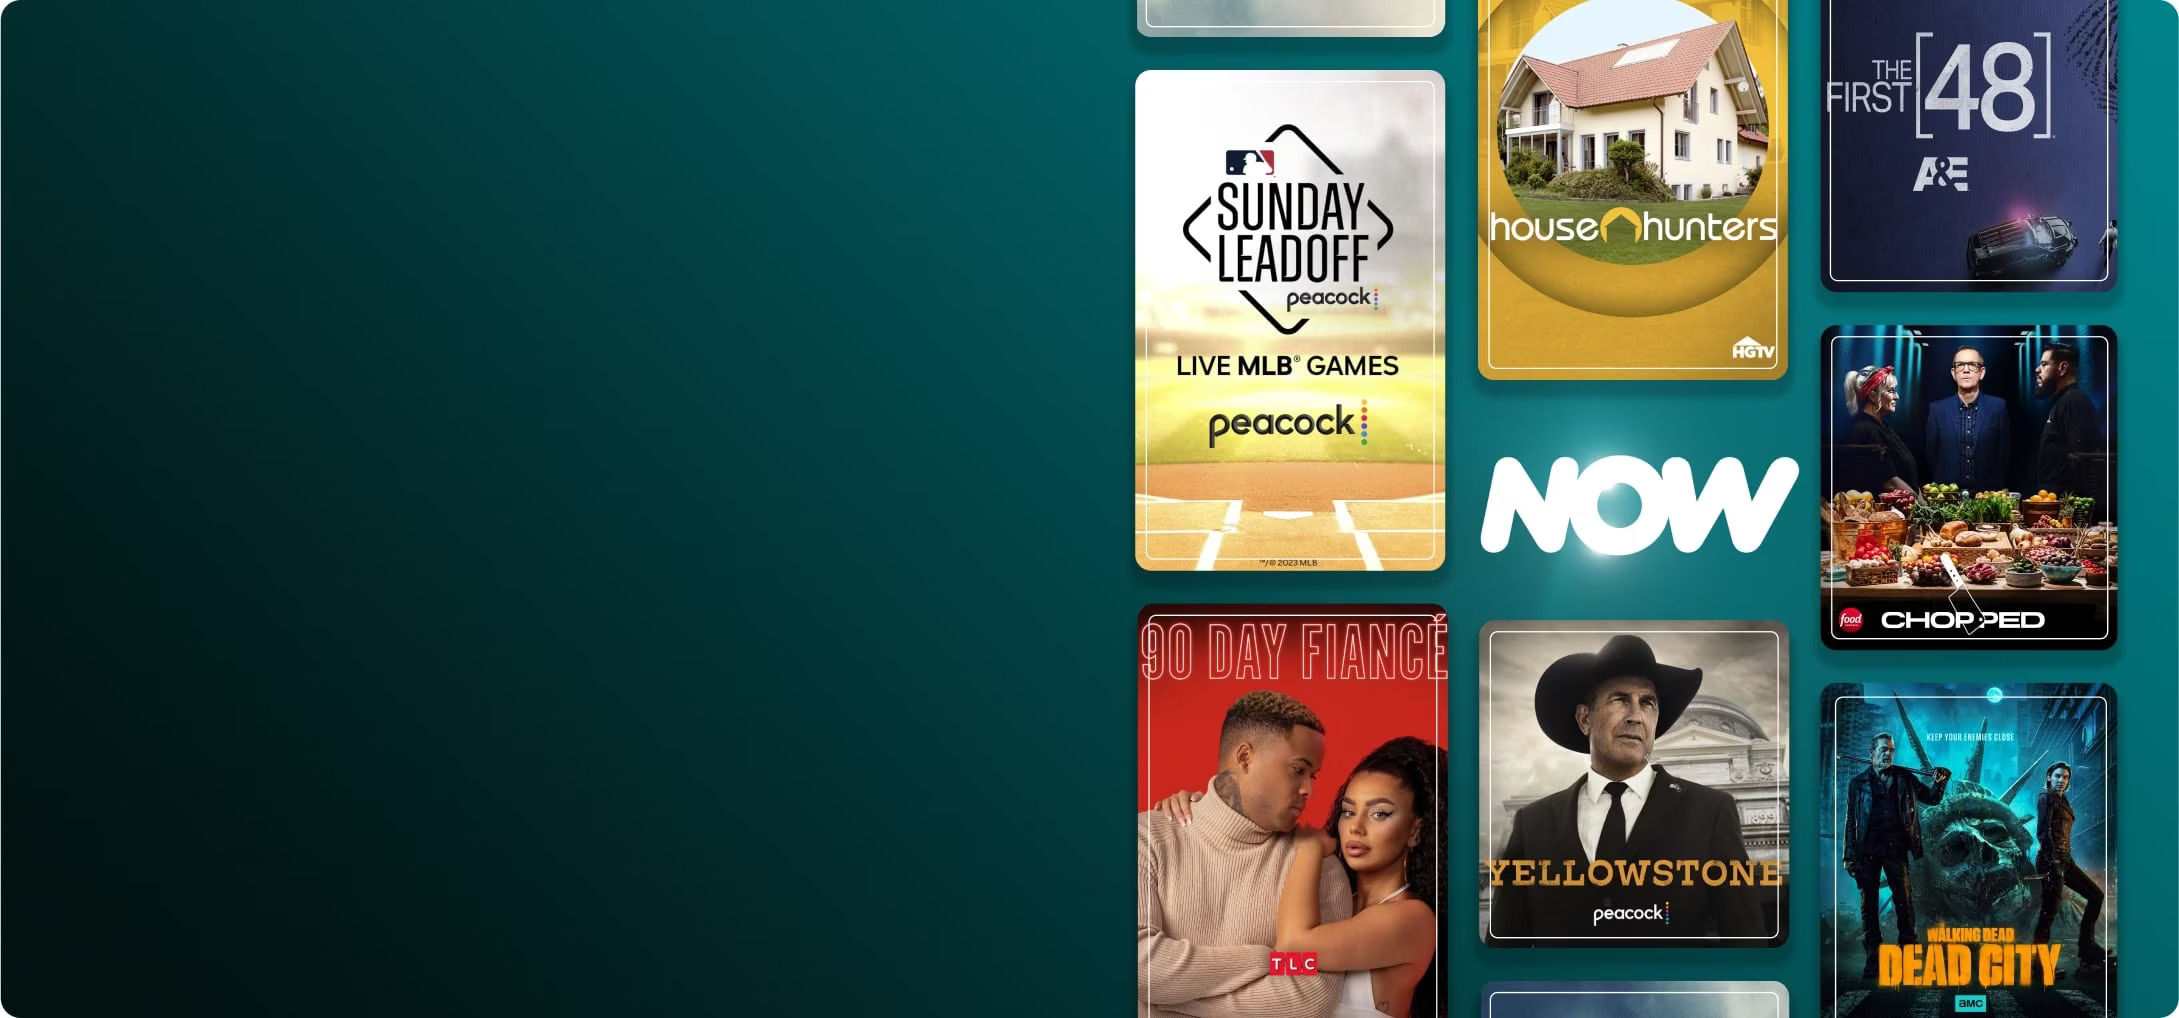 SUNDAY
LEADOFF
peacock
LIVE MLB® GAMES
peacock
™/© 2023 MLB
90 DAY FIANCÉ
TLC
house hunters
HGTV
NOW
1899
YELLOWSTONE
peacock
THE
FIRST [48]
A&E
food
CHOPPED
KEEP YOUR ENEMIES CLOSE
WALKING DEAD
DEAD CITY
aMC